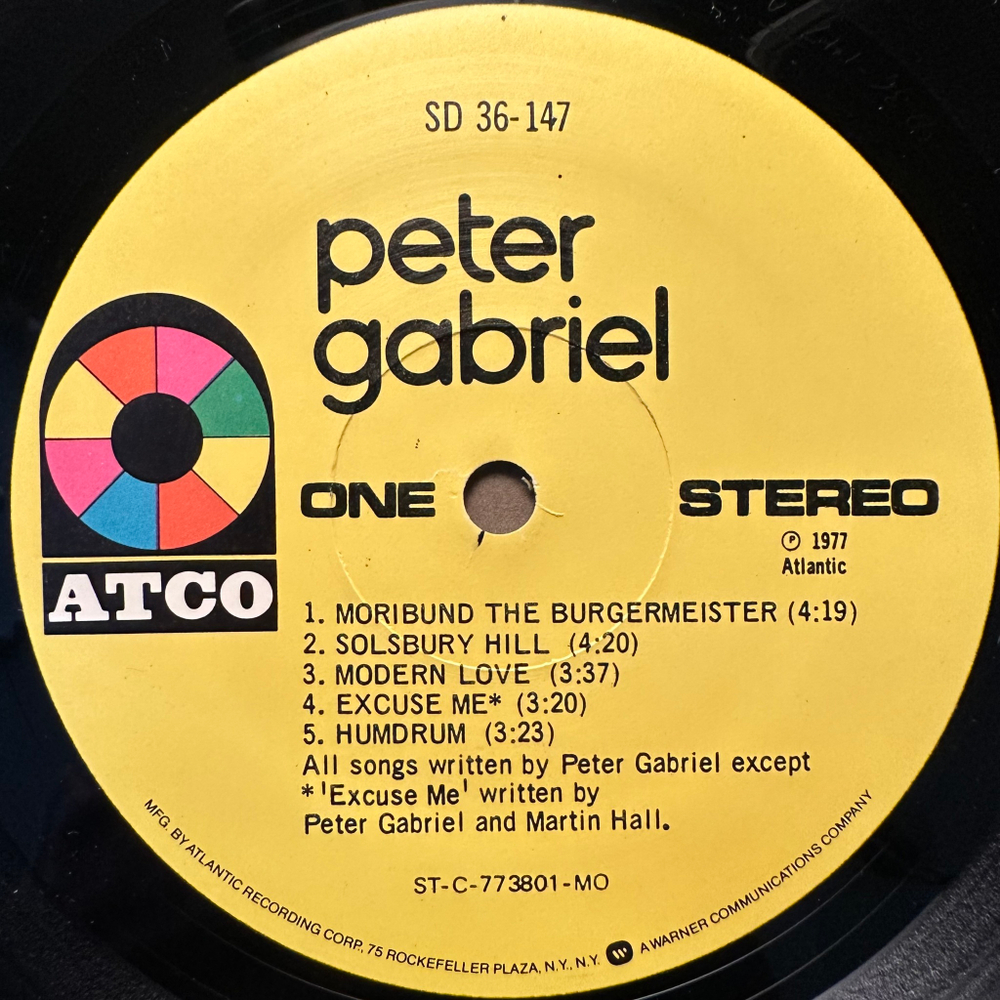 SD 36-147
peter
gabriel
ATCO
ONE
STEREO
℗ 1977
Atlantic
1. MORIBUND THE BURGERMEISTER (4:19)
2. SOLSBURY HILL (4:20)
3. MODERN LOVE (3:37)
4. EXCUSE ME* (3:20)
5. HUMDRUM (3:23)
All songs written by Peter Gabriel except
*'Excuse Me' written by
Peter Gabriel and Martin Hall.
ST-C-773801-MO
MFG. BY ATLANTIC RECORDING CORP., 75 ROCKEFELLER PLAZA, N.Y., N.Y. W A WARNER COMMUNICATIONS COMPANY